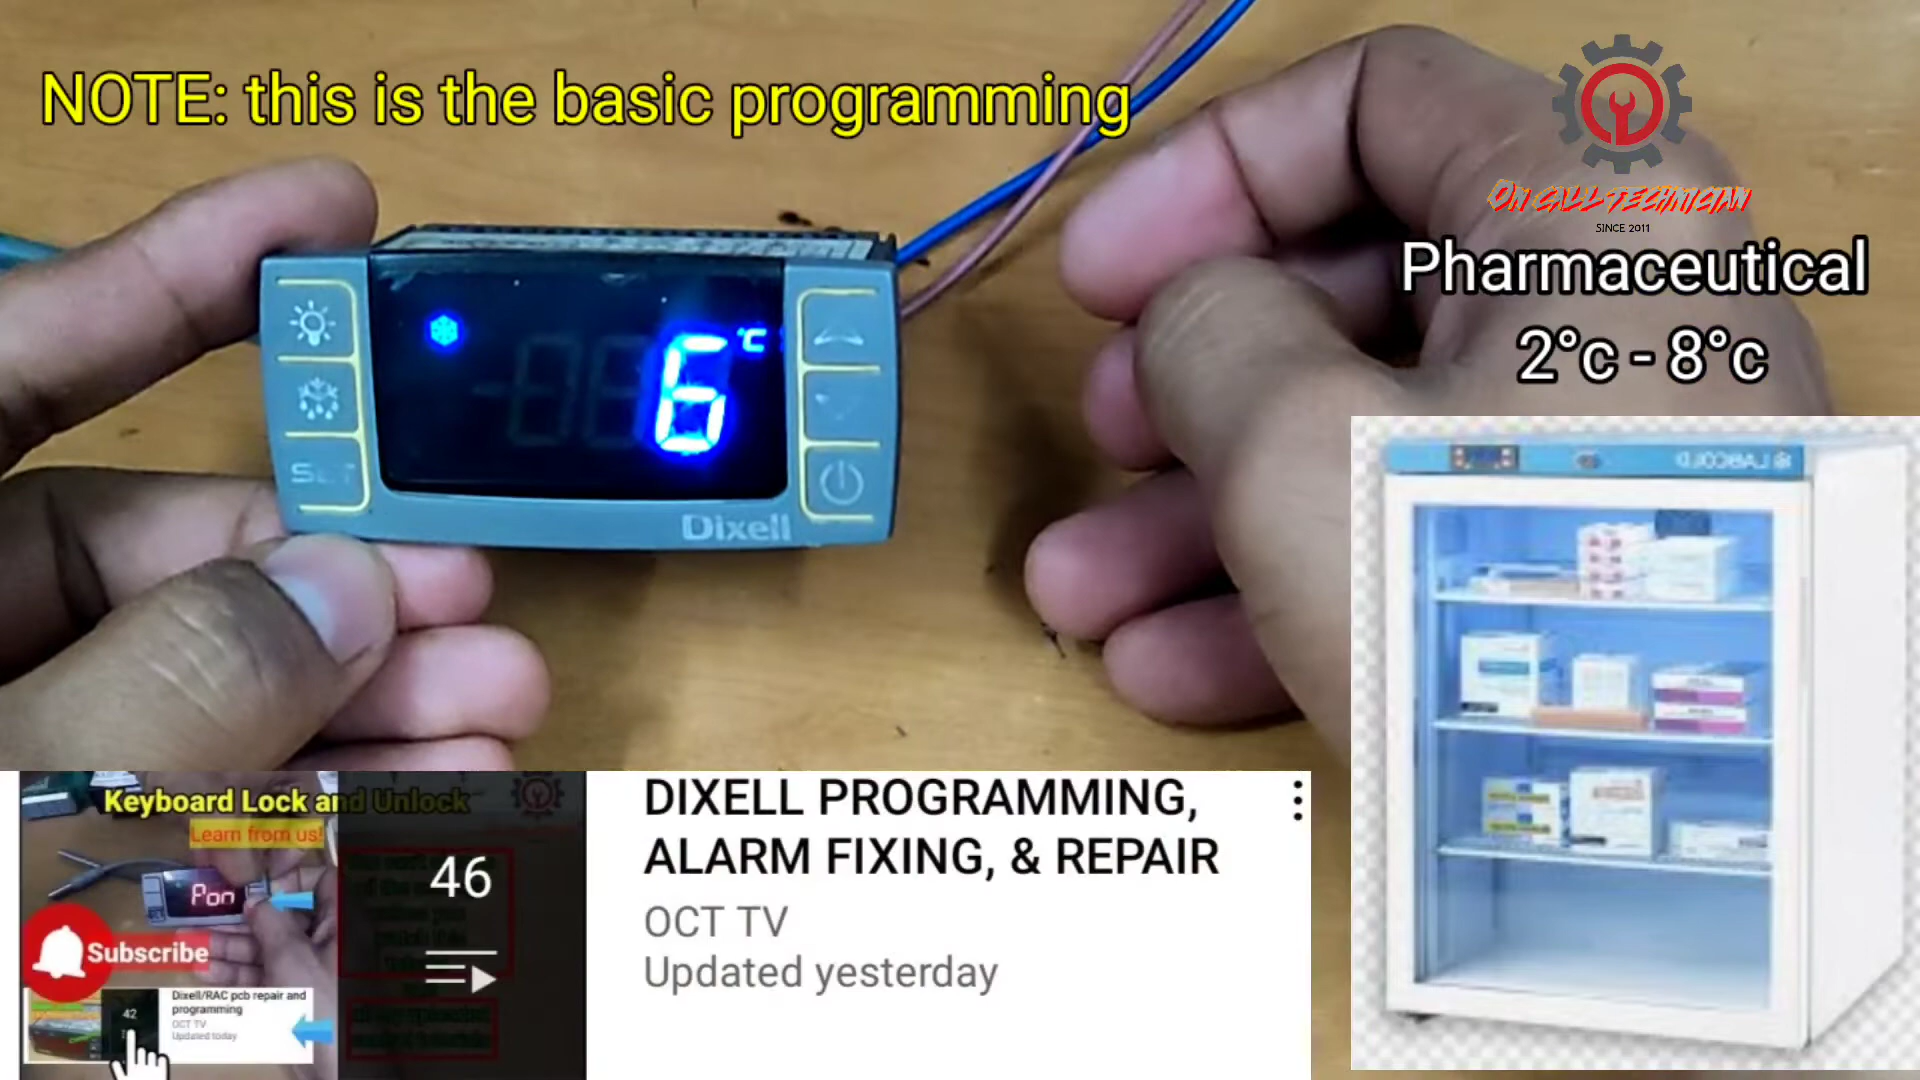 NOTE: this is the basic programming
ON CALL TECHNICIAN
SINCE 2011
Pharmaceutical
2°c - 8°c
6 °C
SET
Dixell
LABCOLD
Keyboard Lock and Unlock
Learn from us!
Pon
Subscribe
Dixell/RAC pcb repair and
programming
OCT TV
Updated today
42
46
DIXELL PROGRAMMING,
ALARM FIXING, & REPAIR
OCT TV
Updated yesterday